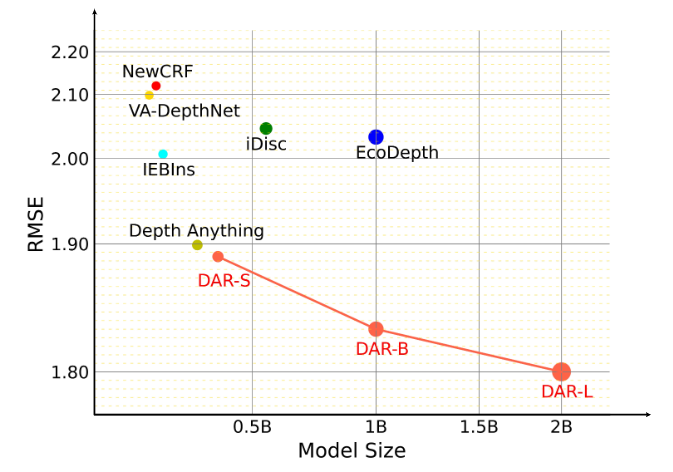 2.20
NewCRF
2.10
VA-DepthNet
iDisc
EcoDepth
2.00
IEBIns
RMSE
Depth Anything
1.90
DAR-S
DAR-B
1.80
DAR-L
0.5B 1B 1.5B 2B
Model Size